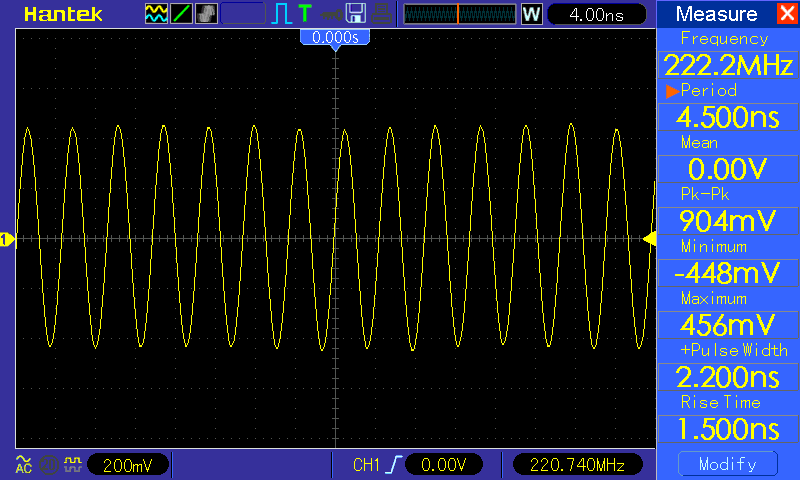 Hantek T W 4.00ns Measure
0.000s
Frequency
222.2MHz
Period
4.500ns
Mean
0.00V
Pk-Pk
904mV
Minimum
-448mV
Maximum
456mV
+Pulse Width
2.200ns
Rise Time
1.500ns
1
AC 200mV CH1 0.00V 220.740MHz Modify